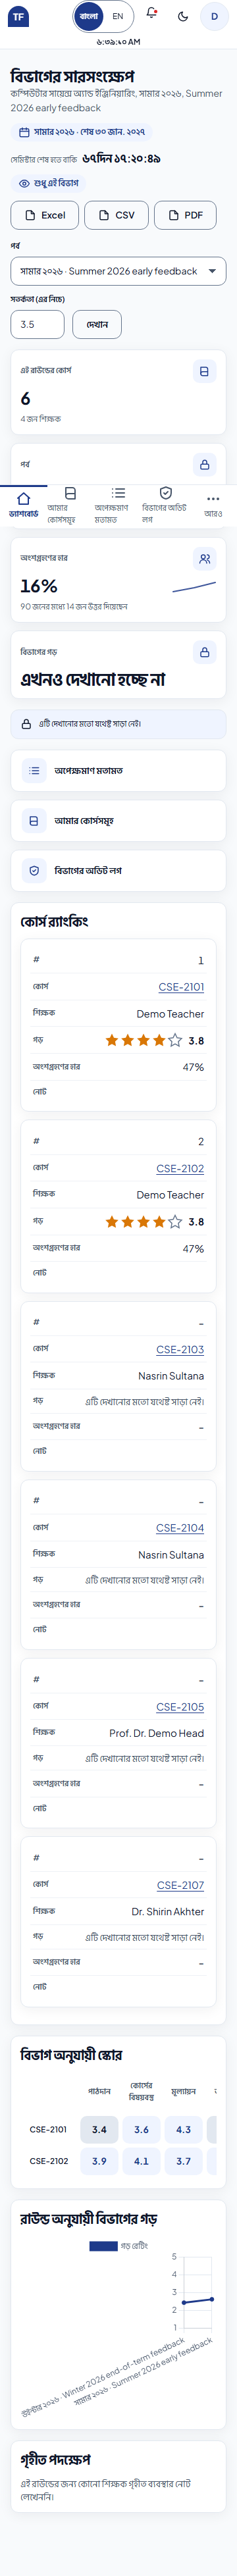 TF
বাংলা
EN
D
৬:৩৯:২০ AM
বিভাগের সারসংক্ষেপ
কম্পিউটার সায়েন্স অ্যান্ড ইঞ্জিনিয়ারিং, সামার ২০২৬, Summer
2026 early feedback
সামার ২০২৬ · শেষ ৩০ জান. ২০২৭
সেমিস্টার শেষ হতে বাকি ৬৭দিন ১৭:২০:৪৯
শুধু এই বিভাগ
Excel
CSV
PDF
পর্ব
সামার ২০২৬ · Summer 2026 early feedback
সতর্কতা (এর নিচে)
3.5
দেখান
এই রাউন্ডের কোর্স
6
4 জন শিক্ষক
পর্ব
ড্যাশবোর্ড
আমার কোর্সসমূহ
অপেক্ষমাণ মতামত
বিভাগের অডিট লগ
আরও
অংশগ্রহণের হার
16%
90 জনের মধ্যে 14 জন উত্তর দিয়েছেন
বিভাগের গড়
এখনও দেখানো হচ্ছে না
এটি দেখানোর মতো যথেষ্ট সাড়া নেই।
অপেক্ষমাণ মতামত
আমার কোর্সসমূহ
বিভাগের অডিট লগ
কোর্স র‍্যাংকিং
# 1
কোর্স CSE-2101
শিক্ষক Demo Teacher
গড় 3.8
অংশগ্রহণের হার 47%
নোট
# 2
কোর্স CSE-2102
শিক্ষক Demo Teacher
গড় 3.8
অংশগ্রহণের হার 47%
নোট
# –
কোর্স CSE-2103
শিক্ষক Nasrin Sultana
গড় এটি দেখানোর মতো যথেষ্ট সাড়া নেই।
অংশগ্রহণের হার –
নোট
# –
কোর্স CSE-2104
শিক্ষক Nasrin Sultana
গড় এটি দেখানোর মতো যথেষ্ট সাড়া নেই।
অংশগ্রহণের হার –
নোট
# –
কোর্স CSE-2105
শিক্ষক Prof. Dr. Demo Head
গড় এটি দেখানোর মতো যথেষ্ট সাড়া নেই।
অংশগ্রহণের হার –
নোট
# –
কোর্স CSE-2107
শিক্ষক Dr. Shirin Akhter
গড় এটি দেখানোর মতো যথেষ্ট সাড়া নেই।
অংশগ্রহণের হার –
নোট
বিভাগ অনুযায়ী স্কোর
পাঠদান কোর্সের বিষয়বস্তু মূল্যায়ন
CSE-2101 3.4 3.6 4.3
CSE-2102 3.9 4.1 3.7
রাউন্ড অনুযায়ী বিভাগের গড়
গড় রেটিং
5
4
3
2
1
উইন্টার ২০২৬ · Winter 2026 end-of-term feedback
সামার ২০২৬ · Summer 2026 early feedback
গৃহীত পদক্ষেপ
এই রাউন্ডের জন্য কোনো শিক্ষক গৃহীত ব্যবস্থার নোট
লেখেননি।